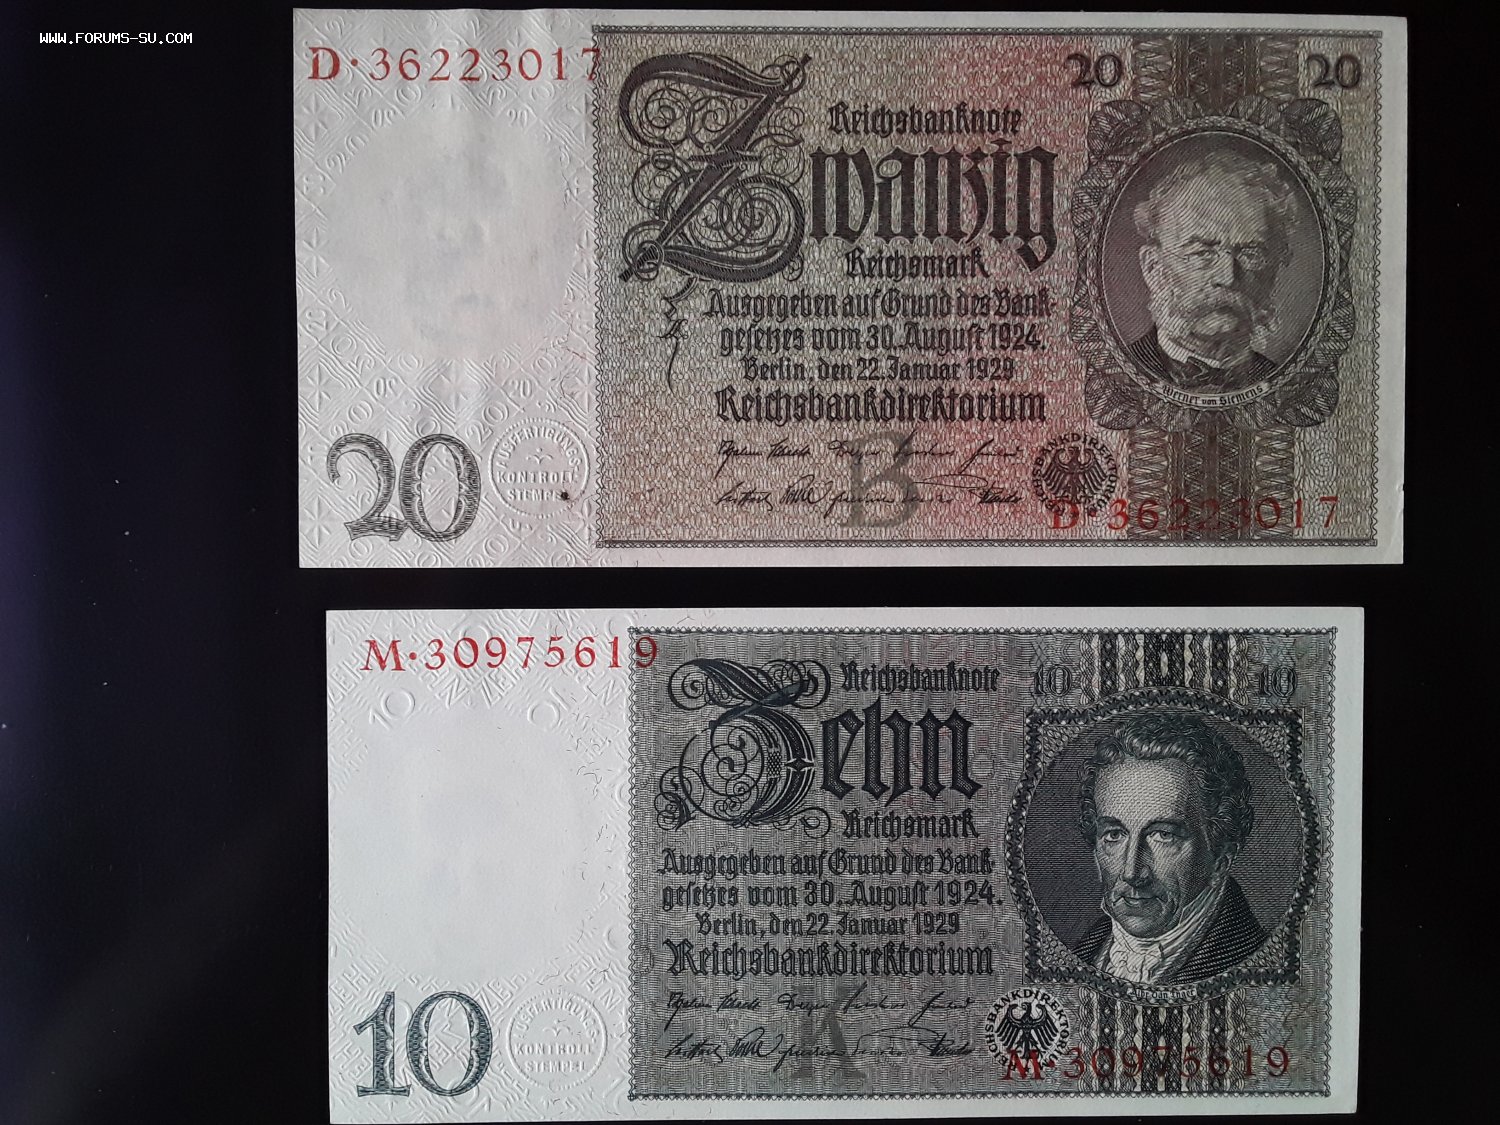 WWW.FORUMS-SU.COM
D·36223017
20 20
Reichsbanknote
Zwanzig
Reichsmark
Ausgegeben auf Grund des Bank-
gesetzes vom 30. August 1924.
Berlin, den 22. Januar 1929
Reichsbankdirektorium
Werner von Siemens
20
AUSFERTIGUNGS-
KONTROLL
STEMPEL
B
D·36223017
M·30975619
Reichsbanknote
10 10
Zehn
Reichsmark
Ausgegeben auf Grund des Bank-
gesetzes vom 30. August 1924.
Berlin, den 22. Januar 1929
Reichsbankdirektorium
10
AUSFERTIGUNGS-
KONTROLL
STEMPEL
K
REICHSBANKDIREKTORIUM
M·30975619